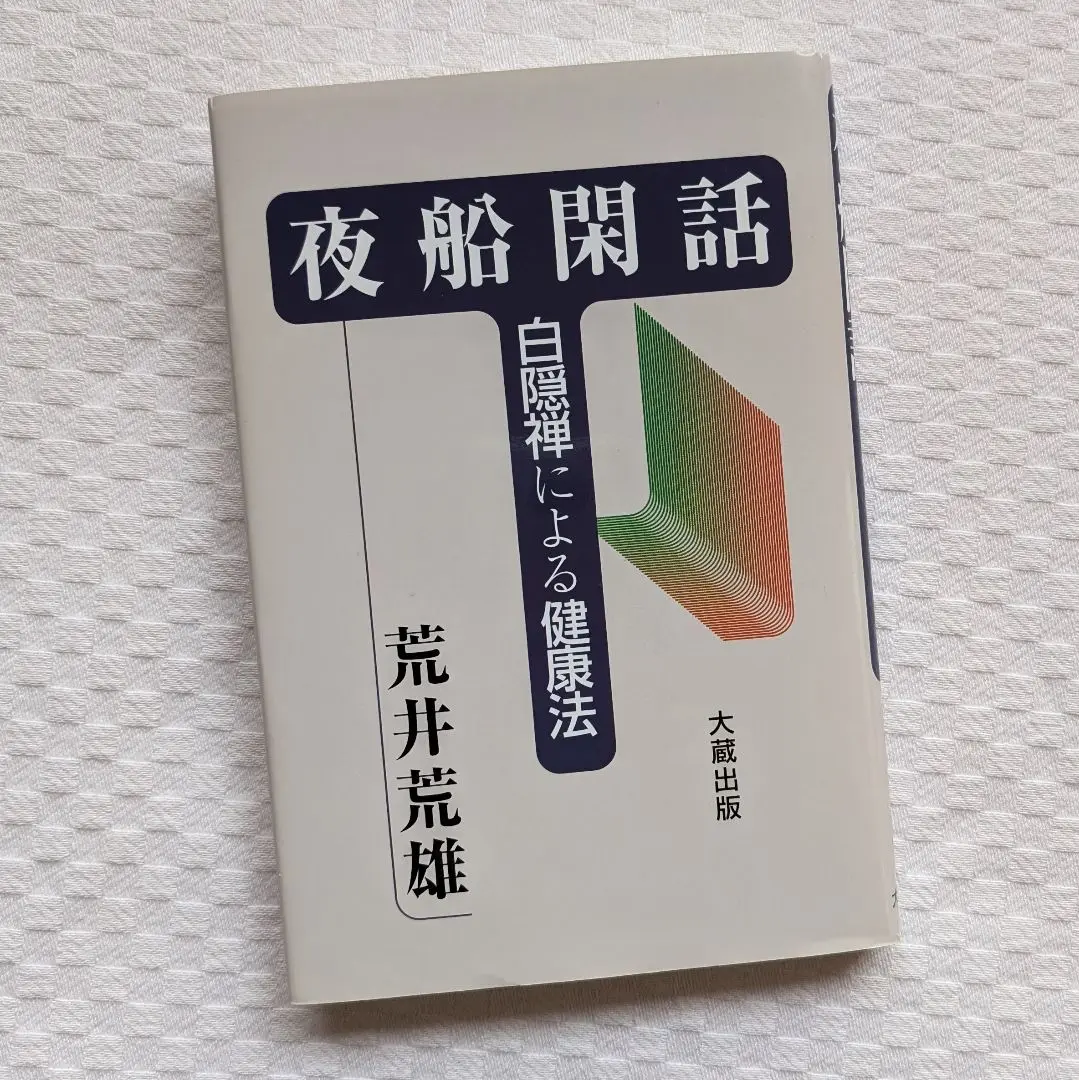 夜船閑話
白隠禅による健康法
荒井荒雄
大蔵出版